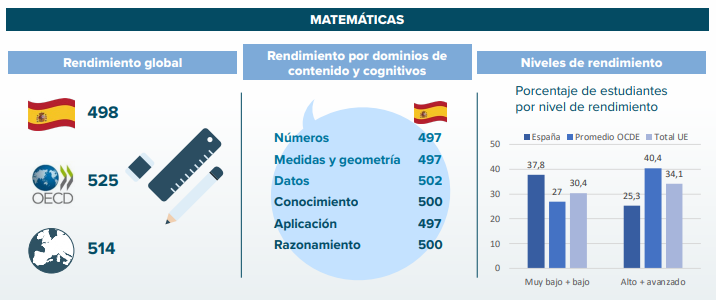 MATEMÁTICAS
Rendimiento global
498
525
OECD
514
Rendimiento por dominios de
contenido y cognitivos
Números 497
Medidas y geometría 497
Datos 502
Conocimiento 500
Aplicación 497
Razonamiento 500
Niveles de rendimiento
Porcentaje de estudiantes
por nivel de rendimiento
España Promedio OCDE Total UE
50
40
30
20
10
0
37,8
27
30,4
25,3
40,4
34,1
Muy bajo + bajo
Alto + avanzado